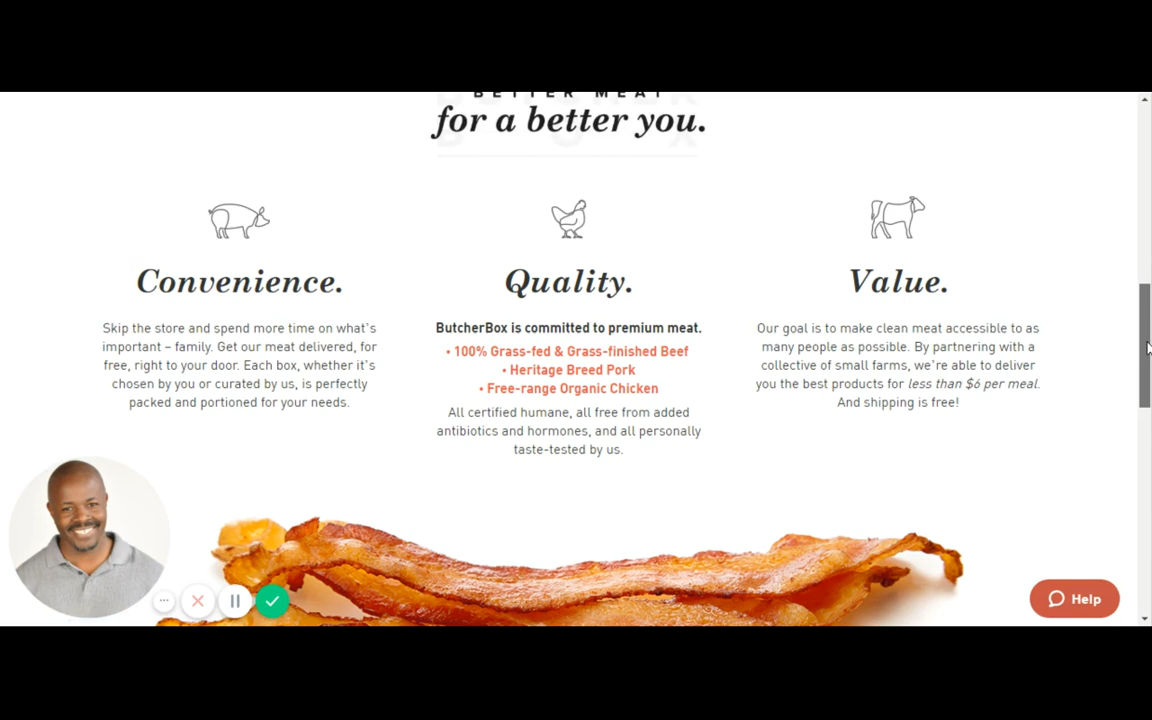 BETTER MEAT
for a better you.
Convenience.
Skip the store and spend more time on what's
important – family. Get our meat delivered, for
free, right to your door. Each box, whether it's
chosen by you or curated by us, is perfectly
packed and portioned for your needs.
Quality.
ButcherBox is committed to premium meat.
• 100% Grass-fed & Grass-finished Beef
• Heritage Breed Pork
• Free-range Organic Chicken
All certified humane, all free from added
antibiotics and hormones, and all personally
taste-tested by us.
Value.
Our goal is to make clean meat accessible to as
many people as possible. By partnering with a
collective of small farms, we're able to deliver
you the best products for less than $6 per meal.
And shipping is free!
Help